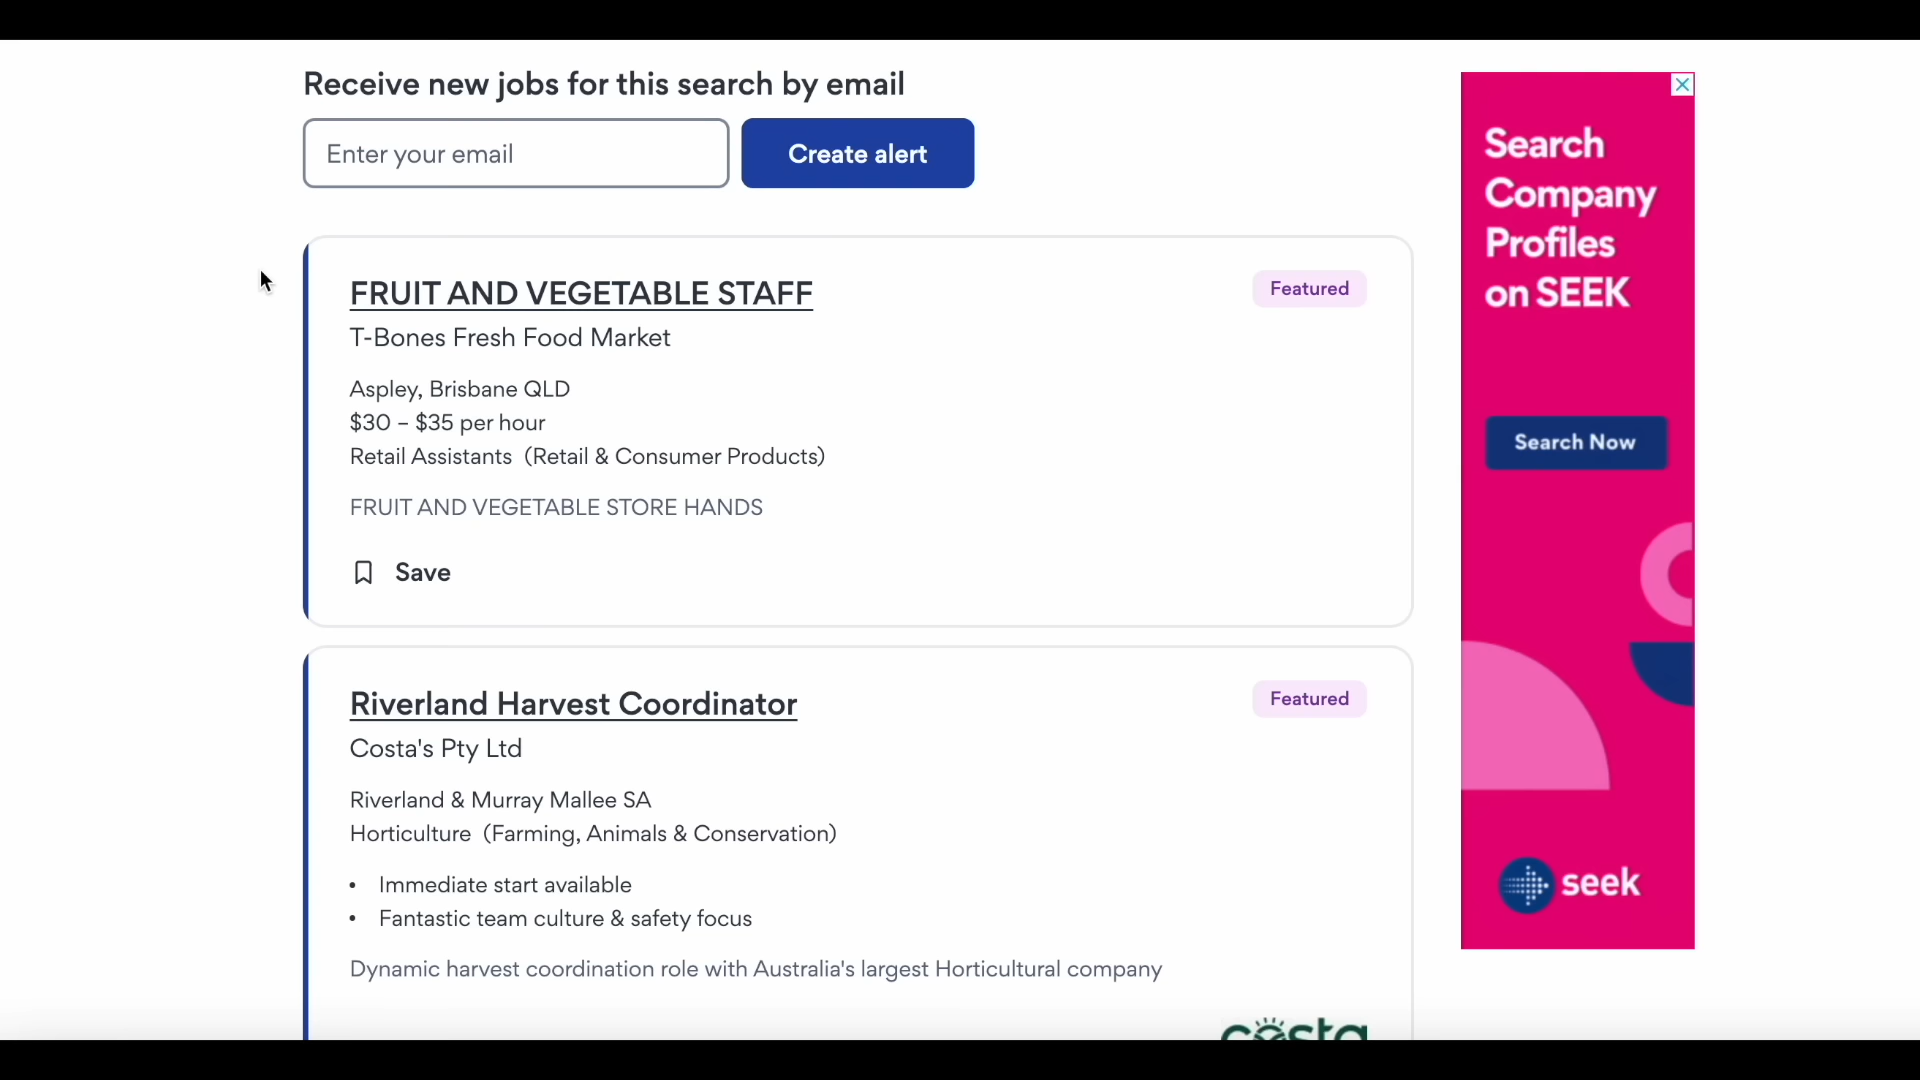 Receive new jobs for this search by email
Enter your email
Create alert
FRUIT AND VEGETABLE STAFF
Featured
T-Bones Fresh Food Market
Aspley, Brisbane QLD
$30 – $35 per hour
Retail Assistants (Retail & Consumer Products)
FRUIT AND VEGETABLE STORE HANDS
Save
Riverland Harvest Coordinator
Featured
Costa's Pty Ltd
Riverland & Murray Mallee SA
Horticulture (Farming, Animals & Conservation)
• Immediate start available
• Fantastic team culture & safety focus
Dynamic harvest coordination role with Australia's largest Horticultural company
costa
Search
Company
Profiles
on SEEK
Search Now
seek